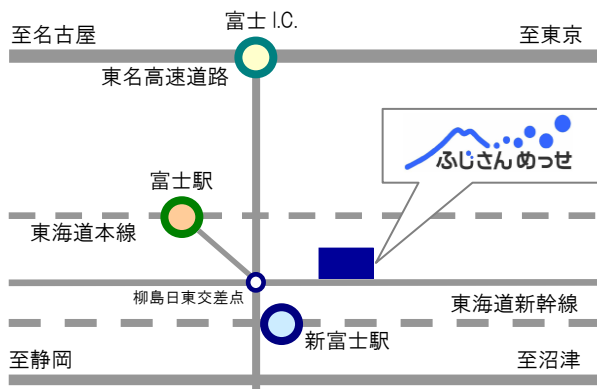 富士 I.C.
至名古屋
至東京
東名高速道路
ふじさんめっせ
富士駅
東海道本線
柳島日東交差点
東海道新幹線
新富士駅
至静岡
至沼津